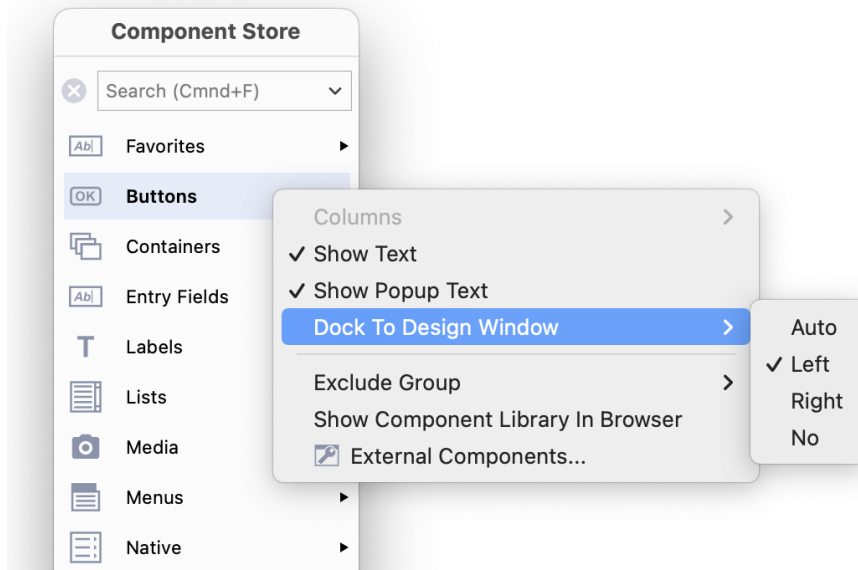 Component Store
Search (Cmnd+F)
Ab
Favorites
OK
Buttons
Containers
Ab
Entry Fields
T
Labels
Lists
Media
Menus
Native
Columns
Show Text
Show Popup Text
Dock To Design Window
Exclude Group
Show Component Library In Browser
External Components...
Auto
Left
Right
No